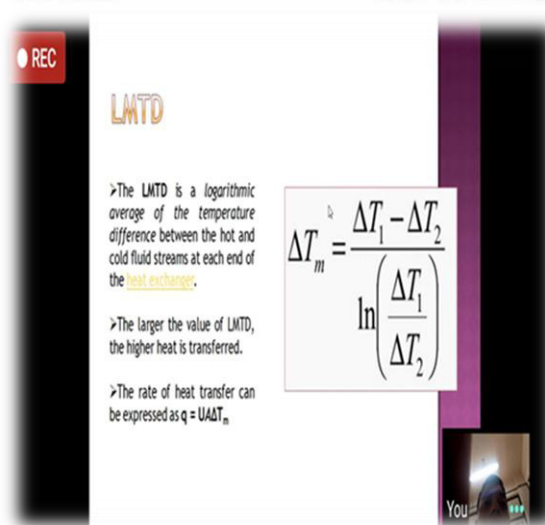 REC
LMTD
➢The LMTD is a logarithmic
average of the temperature
difference between the hot and
cold fluid streams at each end of
the heat exchanger.
➢The larger the value of LMTD,
the higher heat is transferred.
➢The rate of heat transfer can
be expressed as q = UAΔTₘ
ΔTₘ = (ΔT₁ − ΔT₂) / ln(ΔT₁ / ΔT₂)
You